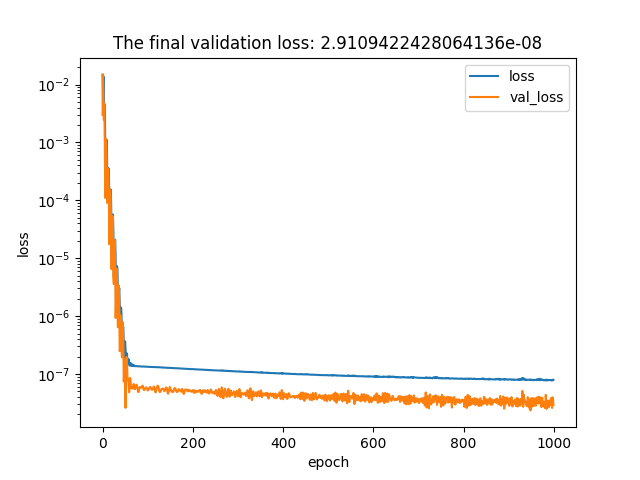 The final validation loss: 2.9109422428064136e-08
loss
val_loss
10⁻²
10⁻³
10⁻⁴
10⁻⁵
10⁻⁶
10⁻⁷
loss
0 200 400 600 800 1000
epoch